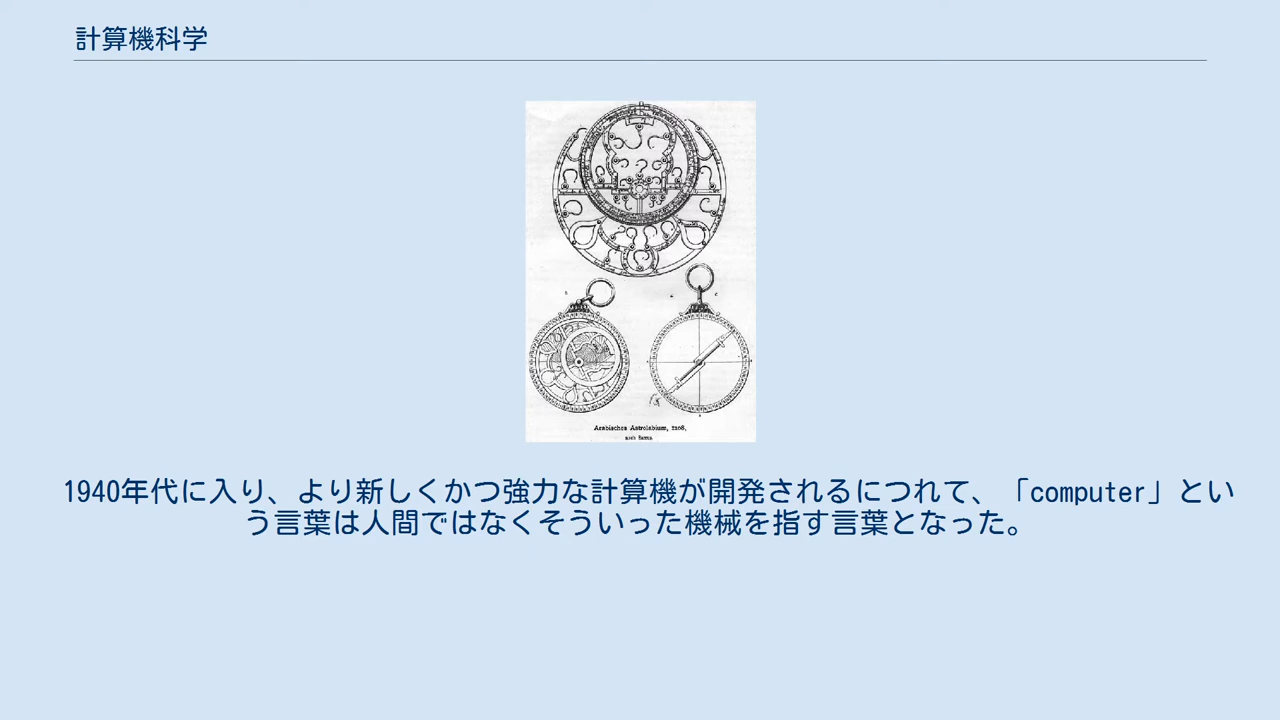 計算機科学
Arabisches Astrolabium, 1208,
1940年代に入り、より新しくかつ強力な計算機が開発されるにつれて、「computer」とい
う言葉は人間ではなくそういった機械を指す言葉となった。